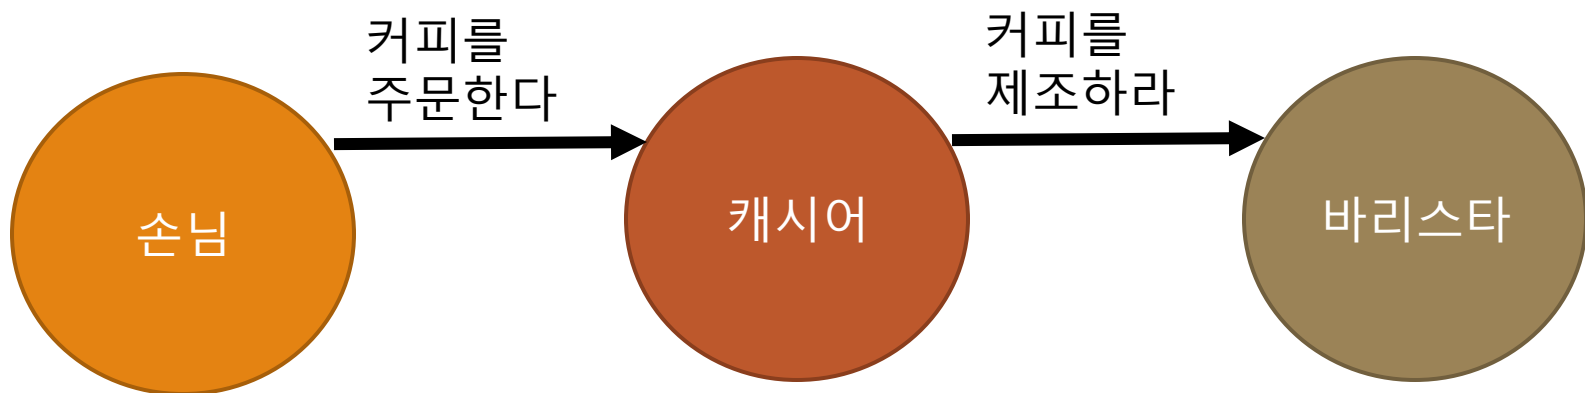 커피를
주문한다
커피를
제조하라
손님
캐시어
바리스타